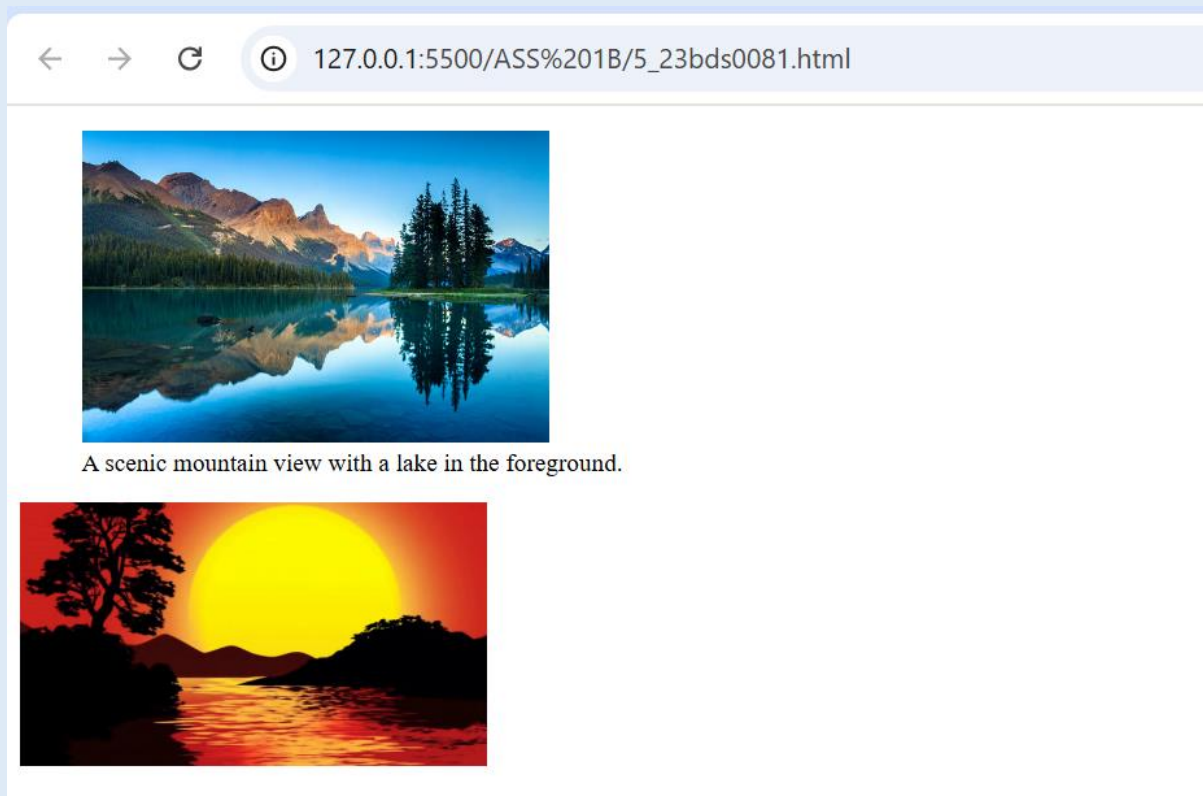 127.0.0.1:5500/ASS%201B/5_23bds0081.html
A scenic mountain view with a lake in the foreground.